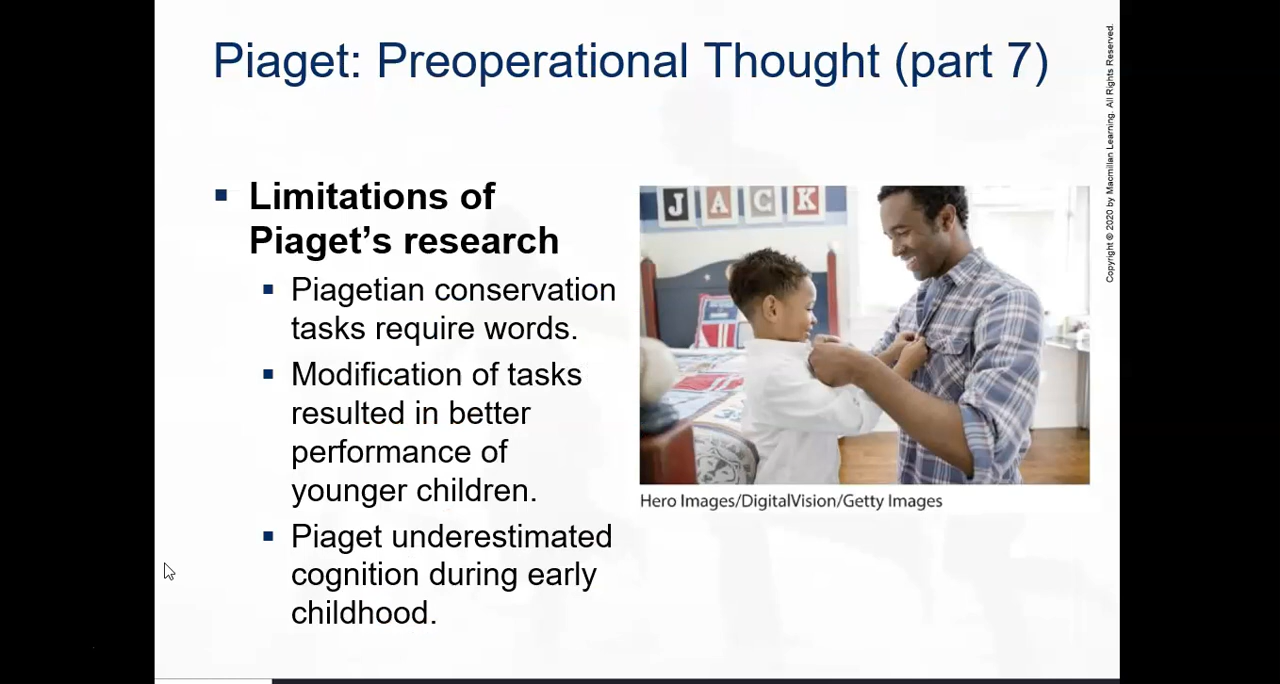 Piaget: Preoperational Thought (part 7)
Limitations of
Piaget’s research
Piagetian conservation
tasks require words.
Modification of tasks
resulted in better
performance of
younger children.
Piaget underestimated
cognition during early
childhood.
JACK
Hero Images/DigitalVision/Getty Images
Copyright © 2020 by Macmillan Learning. All Rights Reserved.